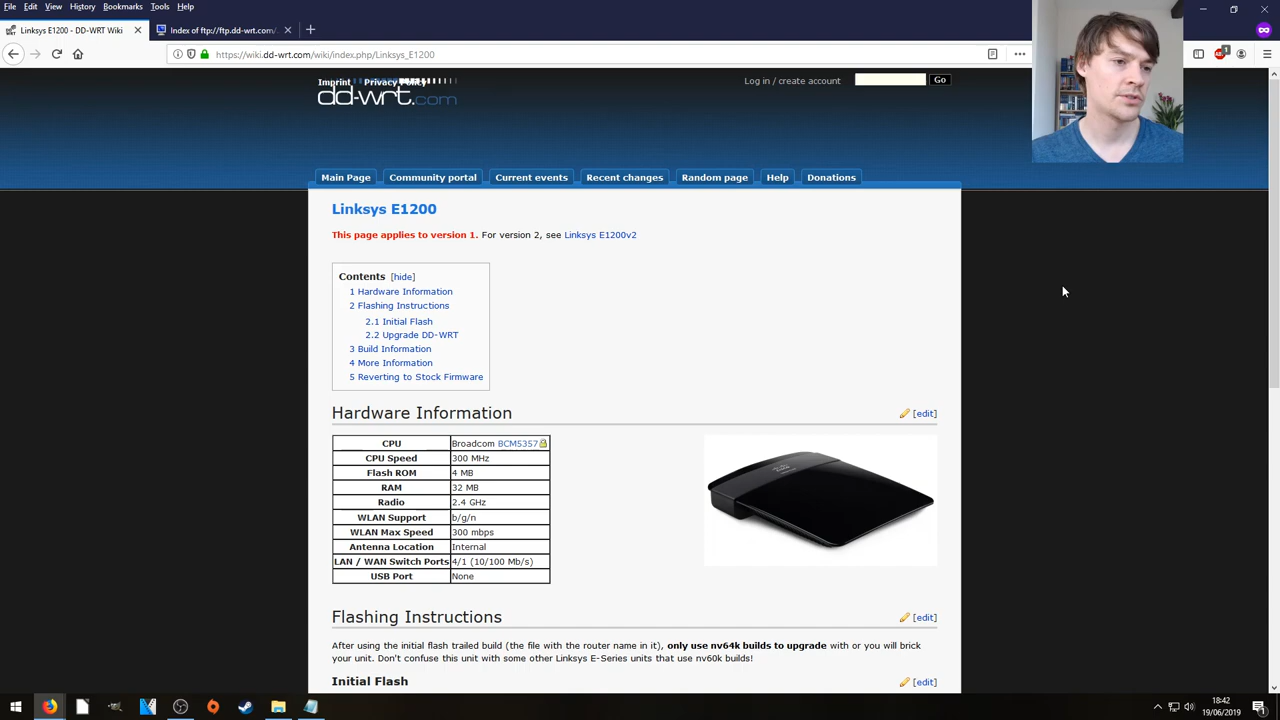 File Edit View History Bookmarks Tools Help
Linksys E1200 - DD-WRT Wiki
Index of ftp://ftp.dd-wrt.com/
https://wiki.dd-wrt.com/wiki/index.php/Linksys_E1200
Imprint Privacy Policy
dd-wrt.com
Log in / create account Go
Main Page Community portal Current events Recent changes Random page Help Donations
Linksys E1200
This page applies to version 1. For version 2, see Linksys E1200v2
Contents [hide]
1 Hardware Information
2 Flashing Instructions
2.1 Initial Flash
2.2 Upgrade DD-WRT
3 Build Information
4 More Information
5 Reverting to Stock Firmware
Hardware Information [edit]
CPU Broadcom BCM5357
CPU Speed 300 MHz
Flash ROM 4 MB
RAM 32 MB
Radio 2.4 GHz
WLAN Support b/g/n
WLAN Max Speed 300 mbps
Antenna Location Internal
LAN / WAN Switch Ports 4/1 (10/100 Mb/s)
USB Port None
Flashing Instructions [edit]
After using the initial flash trailed build (the file with the router name in it), only use nv64k builds to upgrade with or you will brick
your unit. Don't confuse this unit with some other Linksys E-Series units that use nv60k builds!
Initial Flash [edit]
18:42
19/06/2019